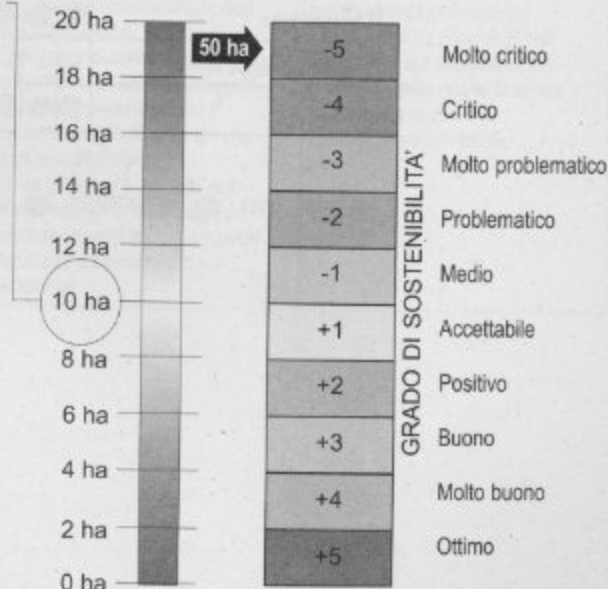 20 ha
50 ha
-5
Molto critico
18 ha
-4
Critico
16 ha
-3
Molto problematico
14 ha
-2
Problematico
12 ha
-1
Medio
10 ha
+1
Accettabile
8 ha
+2
Positivo
6 ha
+3
Buono
4 ha
+4
Molto buono
2 ha
+5
Ottimo
0 ha
GRADO DI SOSTENIBILITA'